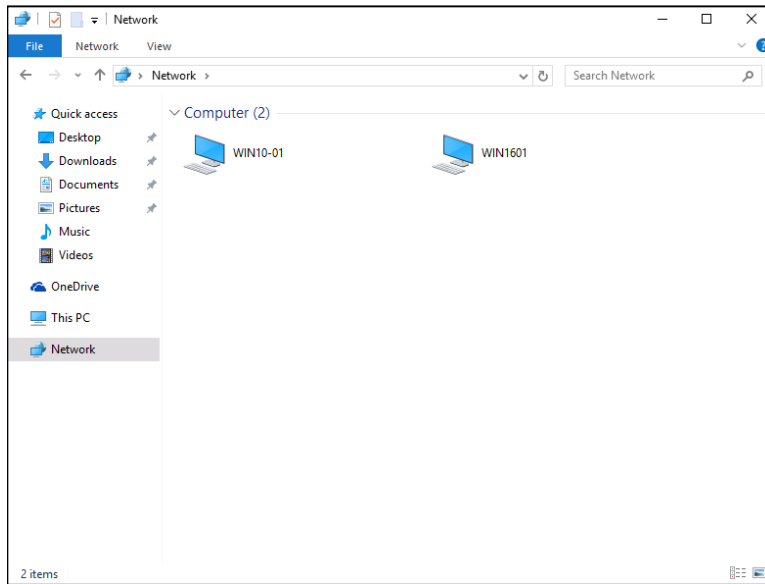 Network
File Network View
Network
Search Network
Quick access
Desktop
Downloads
Documents
Pictures
Music
Videos
OneDrive
This PC
Network
Computer (2)
WIN10-01 WIN1601
2 items